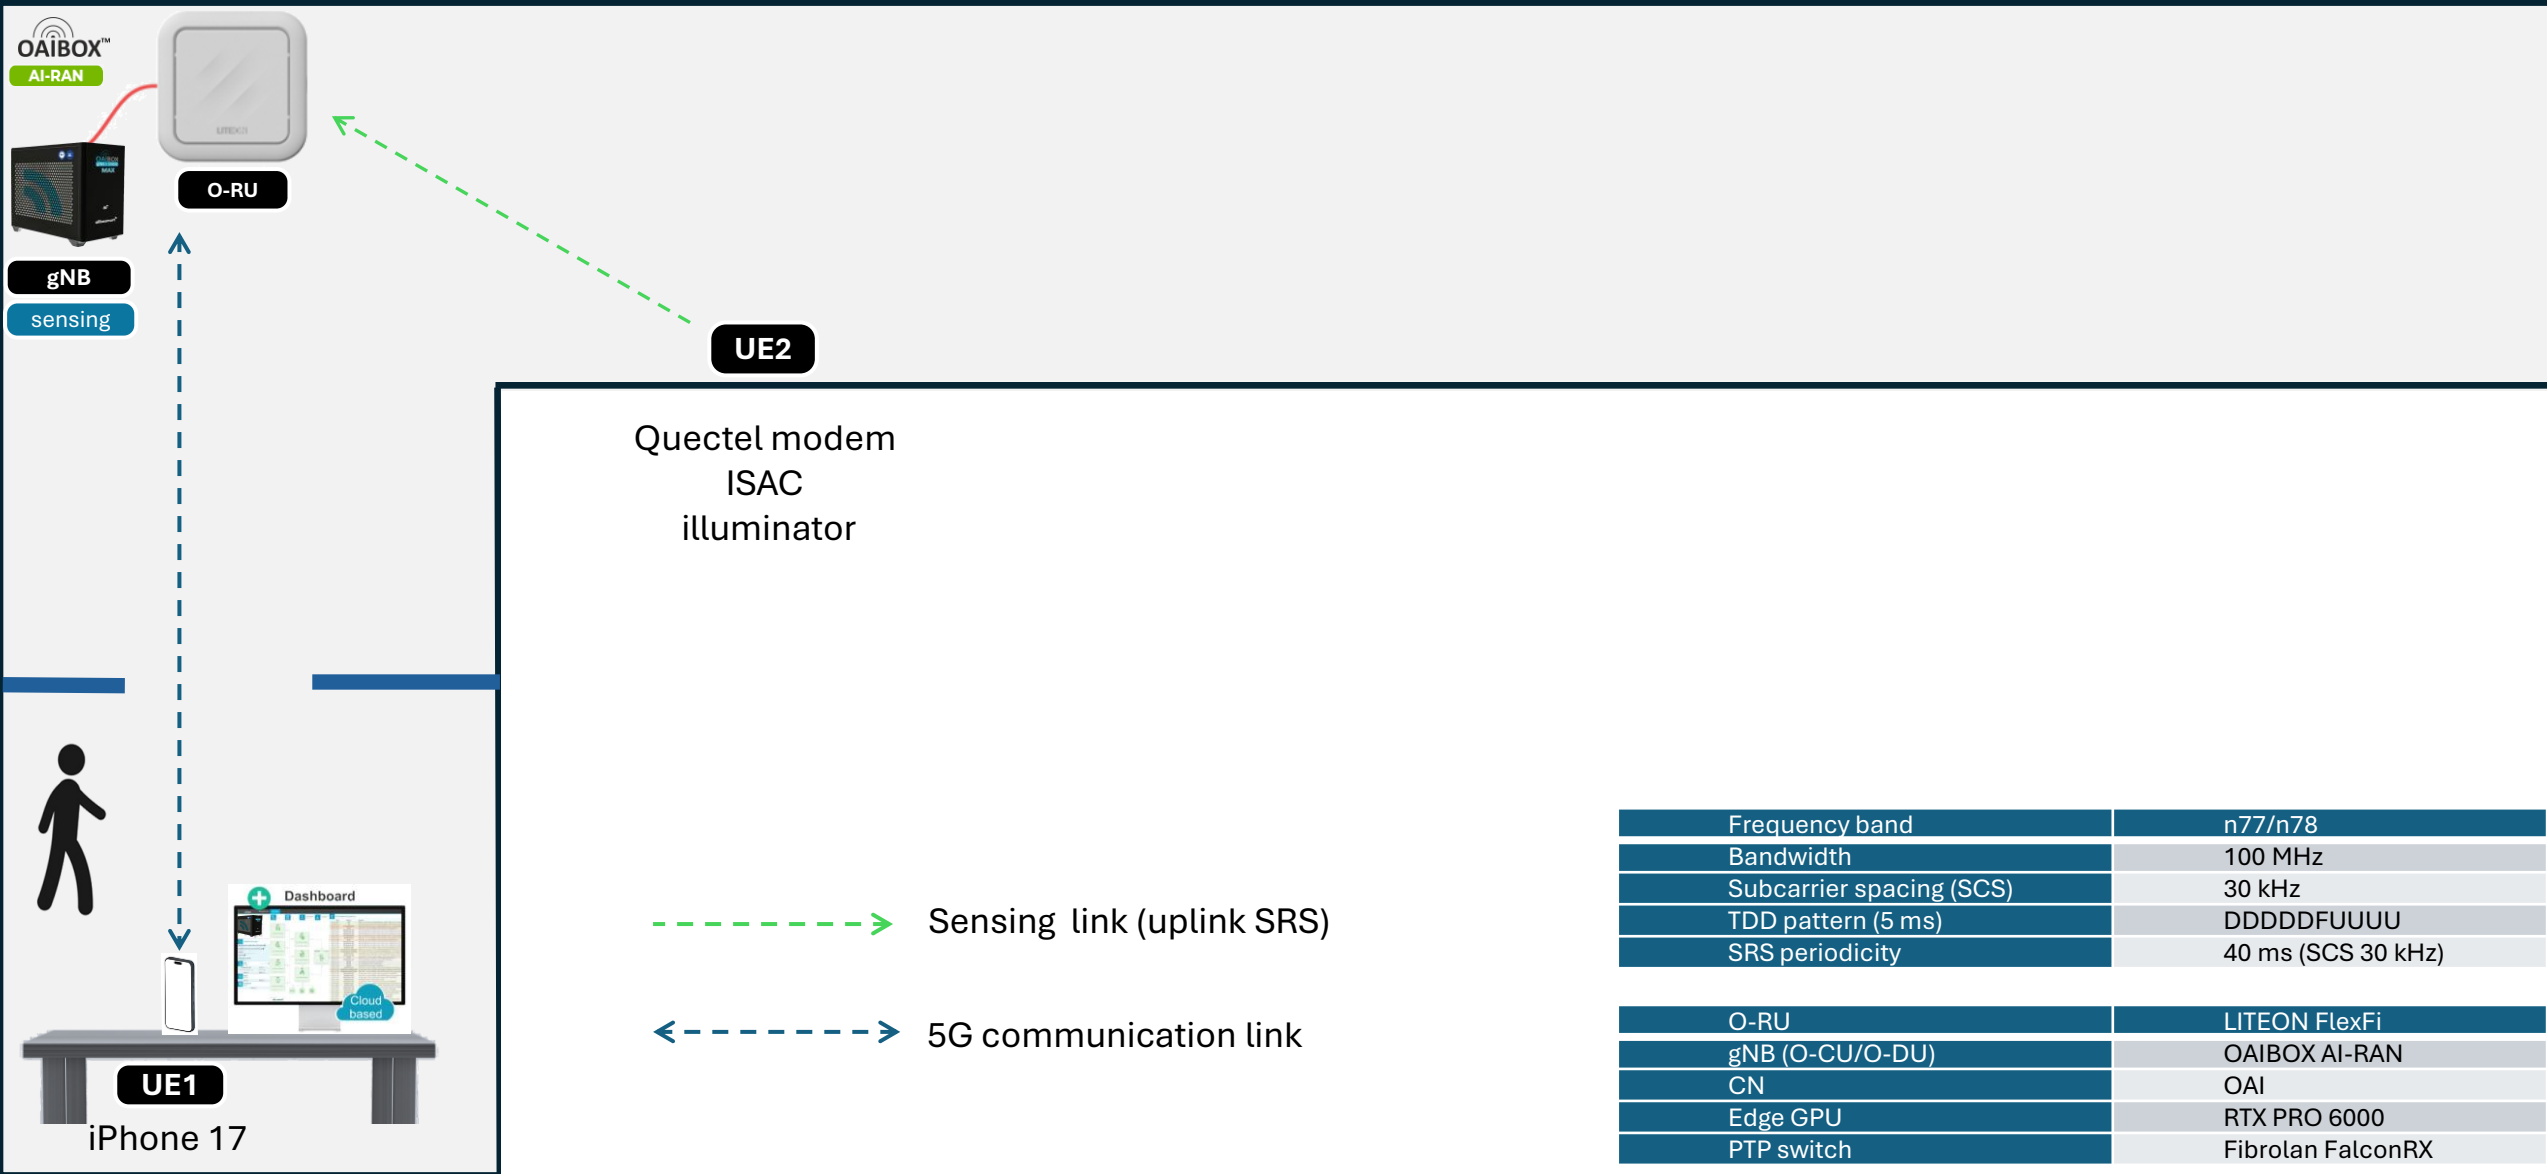 OAIBOX™
AI-RAN
LITEON
OAIBOX
MAX
O-RU
gNB
sensing
UE2
Quectel modem
ISAC
illuminator
Dashboard
Cloud
based
UE1
iPhone 17
Sensing link (uplink SRS)
5G communication link
Frequency band n77/n78
Bandwidth 100 MHz
Subcarrier spacing (SCS) 30 kHz
TDD pattern (5 ms) DDDDDFUUUU
SRS periodicity 40 ms (SCS 30 kHz)
O-RU LITEON FlexFi
gNB (O-CU/O-DU) OAIBOX AI-RAN
CN OAI
Edge GPU RTX PRO 6000
PTP switch Fibrolan FalconRX